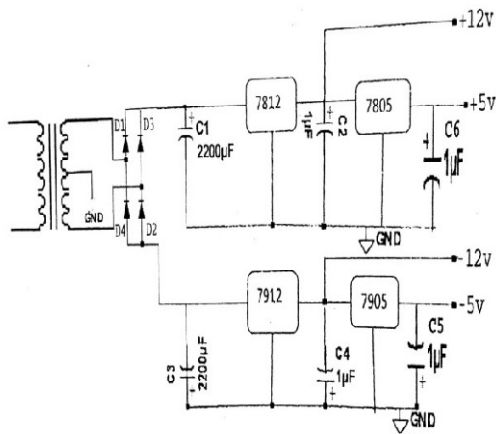 +12v
D1
D3
+
C1
2200µF
7812
+
C2
1µF
7805
+5v
+
C6
1µF
GND
D4
D2
GND
-12v
7912
7905
-5v
C3
2200µF
+
C4
1µF
+
C5
1µF
+
GND